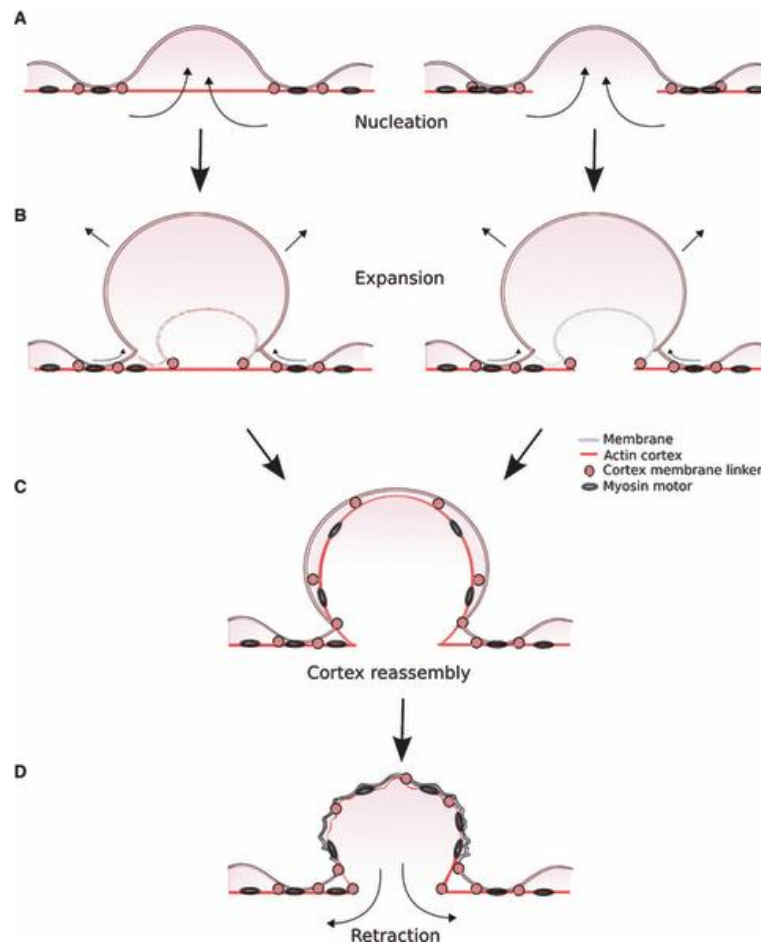 A
Nucleation
B
Expansion
Membrane
Actin cortex
Cortex membrane linker
Myosin motor
C
Cortex reassembly
D
Retraction